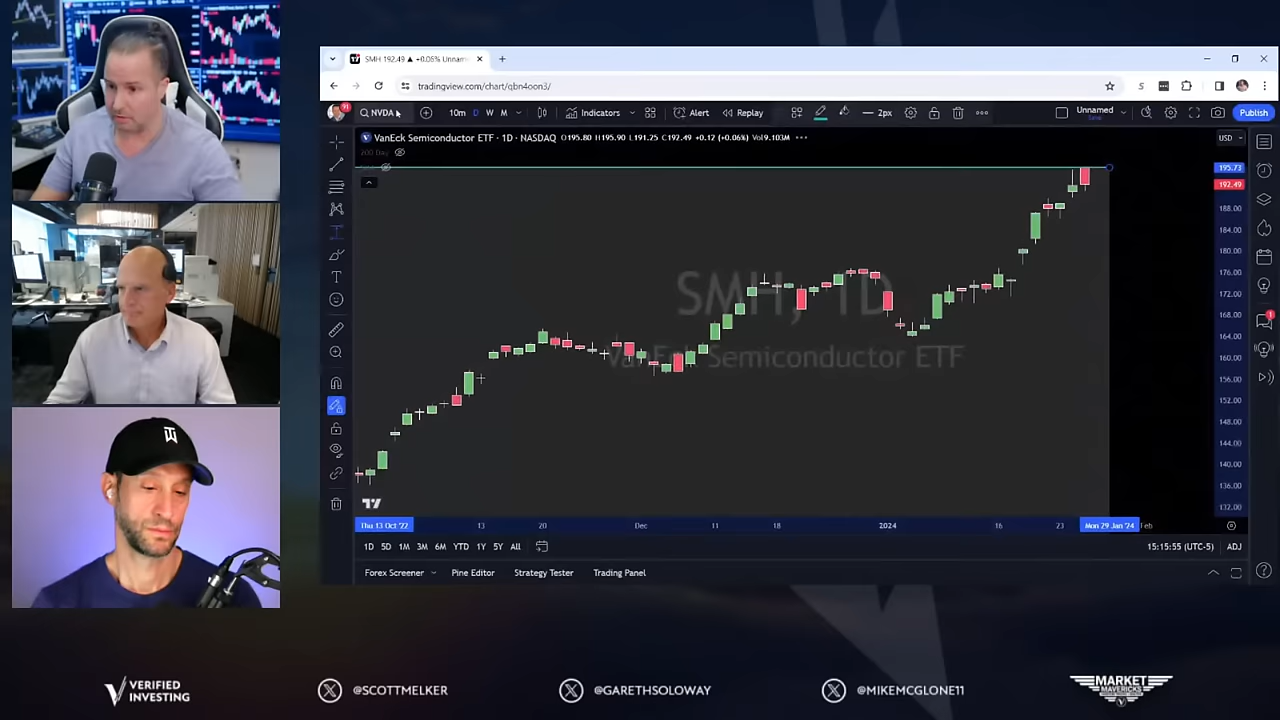 SMH 192.49 ▲ +0.06% Unnam
tradingview.com/chart/qbn4oon3/
91
NVDA
10m D W M
Indicators
Alert
Replay
2px
Unnamed
Publish
VanEck Semiconductor ETF · 1D · NASDAQ O195.80 H195.90 L191.25 C192.49 +0.12 (+0.06%) Vol9.103M
USD
200 Day
195.73
192.49
188.00
184.00
176.00
172.00
168.00
164.00
160.00
156.00
152.00
148.00
144.00
140.00
136.00
132.00
SMH, 1D
VanEck Semiconductor ETF
Thu 13 Oct '22 13 20 Dec 11 18 2024 16 23 Mon 29 Jan '24 Feb
1D 5D 1M 3M 6M YTD 1Y 5Y All
15:15:55 (UTC-5) ADJ
Forex Screener Pine Editor Strategy Tester Trading Panel
VERIFIED INVESTING
@SCOTTMELKER
@GARETHSOLOWAY
@MIKEMCGLONE11
MARKET MAVERICKS